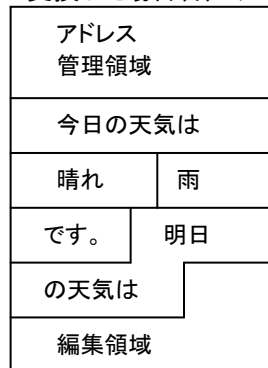 アドレス
管理領域
今日の天気は
晴れ 雨
です。 明日
の天気は
編集領域